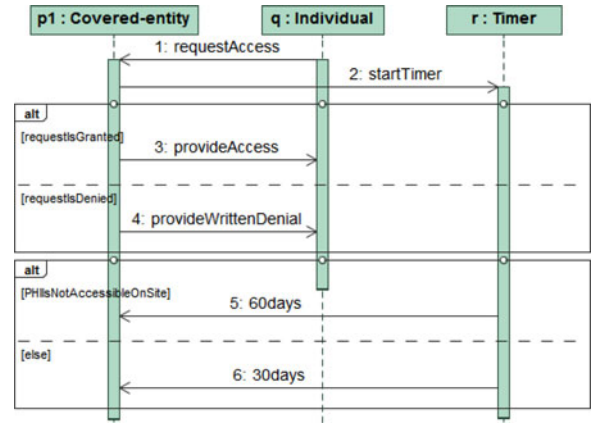 p1 : Covered-entity
q : Individual
r : Timer
1: requestAccess
2: startTimer
alt
[requestIsGranted]
3: provideAccess
[requestIsDenied]
4: provideWrittenDenial
alt
[PHIIsNotAccessibleOnSite]
5: 60days
[else]
6: 30days